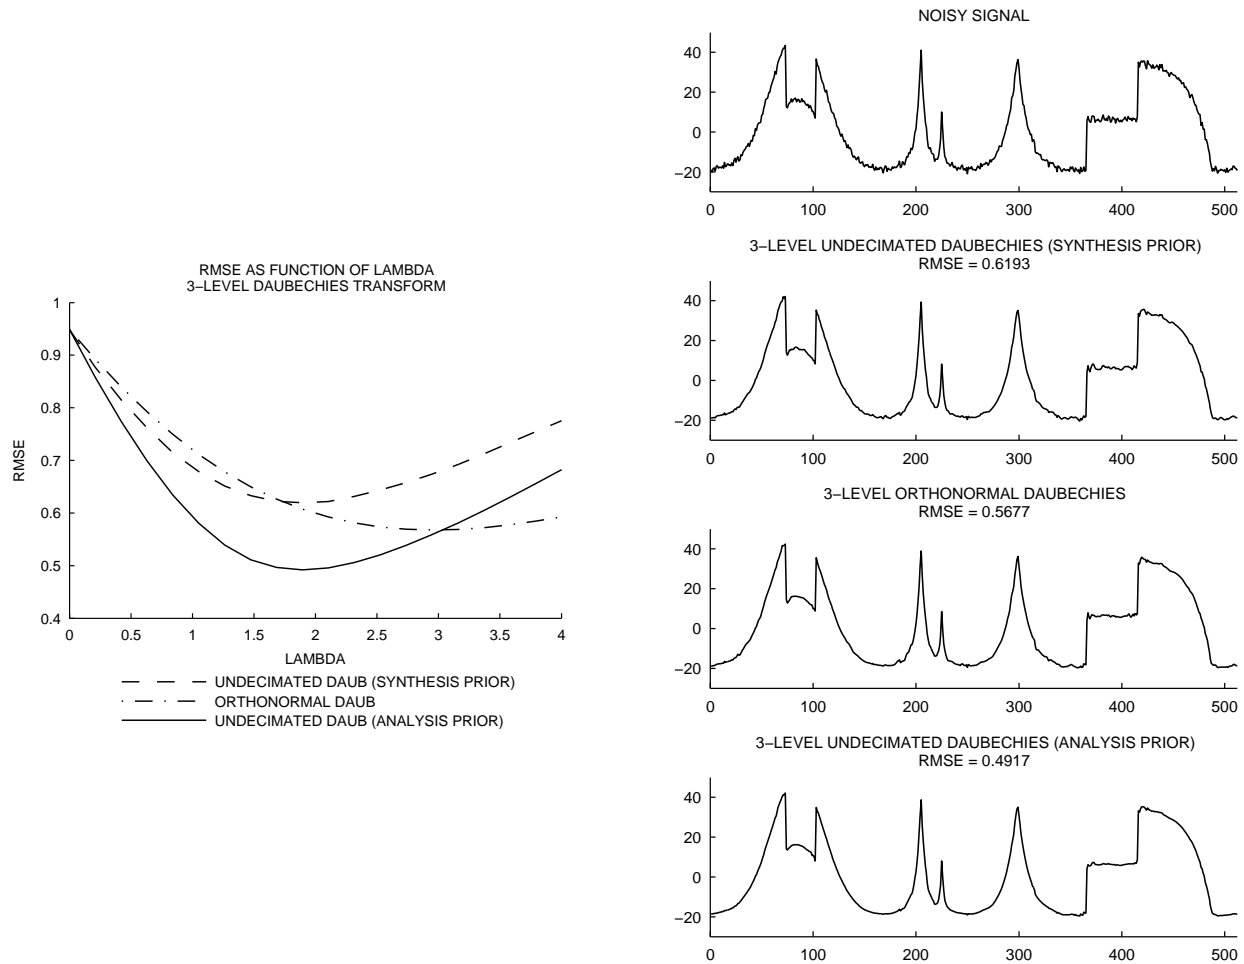 RMSE AS FUNCTION OF LAMBDA
3−LEVEL DAUBECHIES TRANSFORM
1
0.9
0.8
0.7
0.6
0.5
0.4
RMSE
0 0.5 1 1.5 2 2.5 3 3.5 4
LAMBDA
UNDECIMATED DAUB (SYNTHESIS PRIOR)
ORTHONORMAL DAUB
UNDECIMATED DAUB (ANALYSIS PRIOR)
NOISY SIGNAL
40
20
0
−20
0 100 200 300 400 500
3−LEVEL UNDECIMATED DAUBECHIES (SYNTHESIS PRIOR)
RMSE = 0.6193
40
20
0
−20
0 100 200 300 400 500
3−LEVEL ORTHONORMAL DAUBECHIES
RMSE = 0.5677
40
20
0
−20
0 100 200 300 400 500
3−LEVEL UNDECIMATED DAUBECHIES (ANALYSIS PRIOR)
RMSE = 0.4917
40
20
0
−20
0 100 200 300 400 500